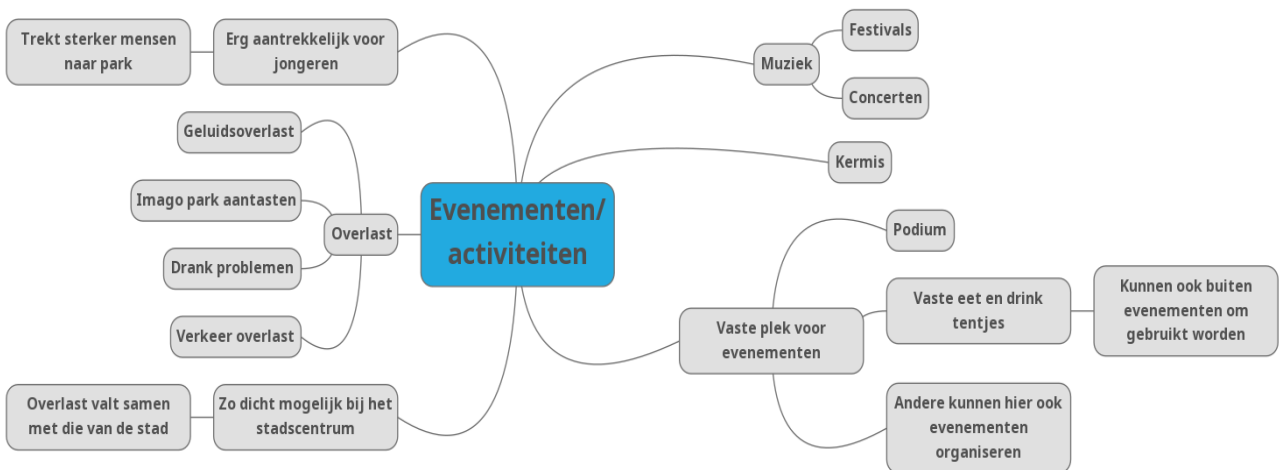 Evenementen/
activiteiten
Trekt sterker mensen
naar park
Erg aantrekkelijk voor
jongeren
Geluidsoverlast
Imago park aantasten
Overlast
Drank problemen
Verkeer overlast
Overlast valt samen
met die van de stad
Zo dicht mogelijk bij het
stadscentrum
Muziek
Festivals
Concerten
Kermis
Vaste plek voor
evenementen
Podium
Vaste eet en drink
tentjes
Kunnen ook buiten
evenementen om
gebruikt worden
Andere kunnen hier ook
evenementen
organiseren